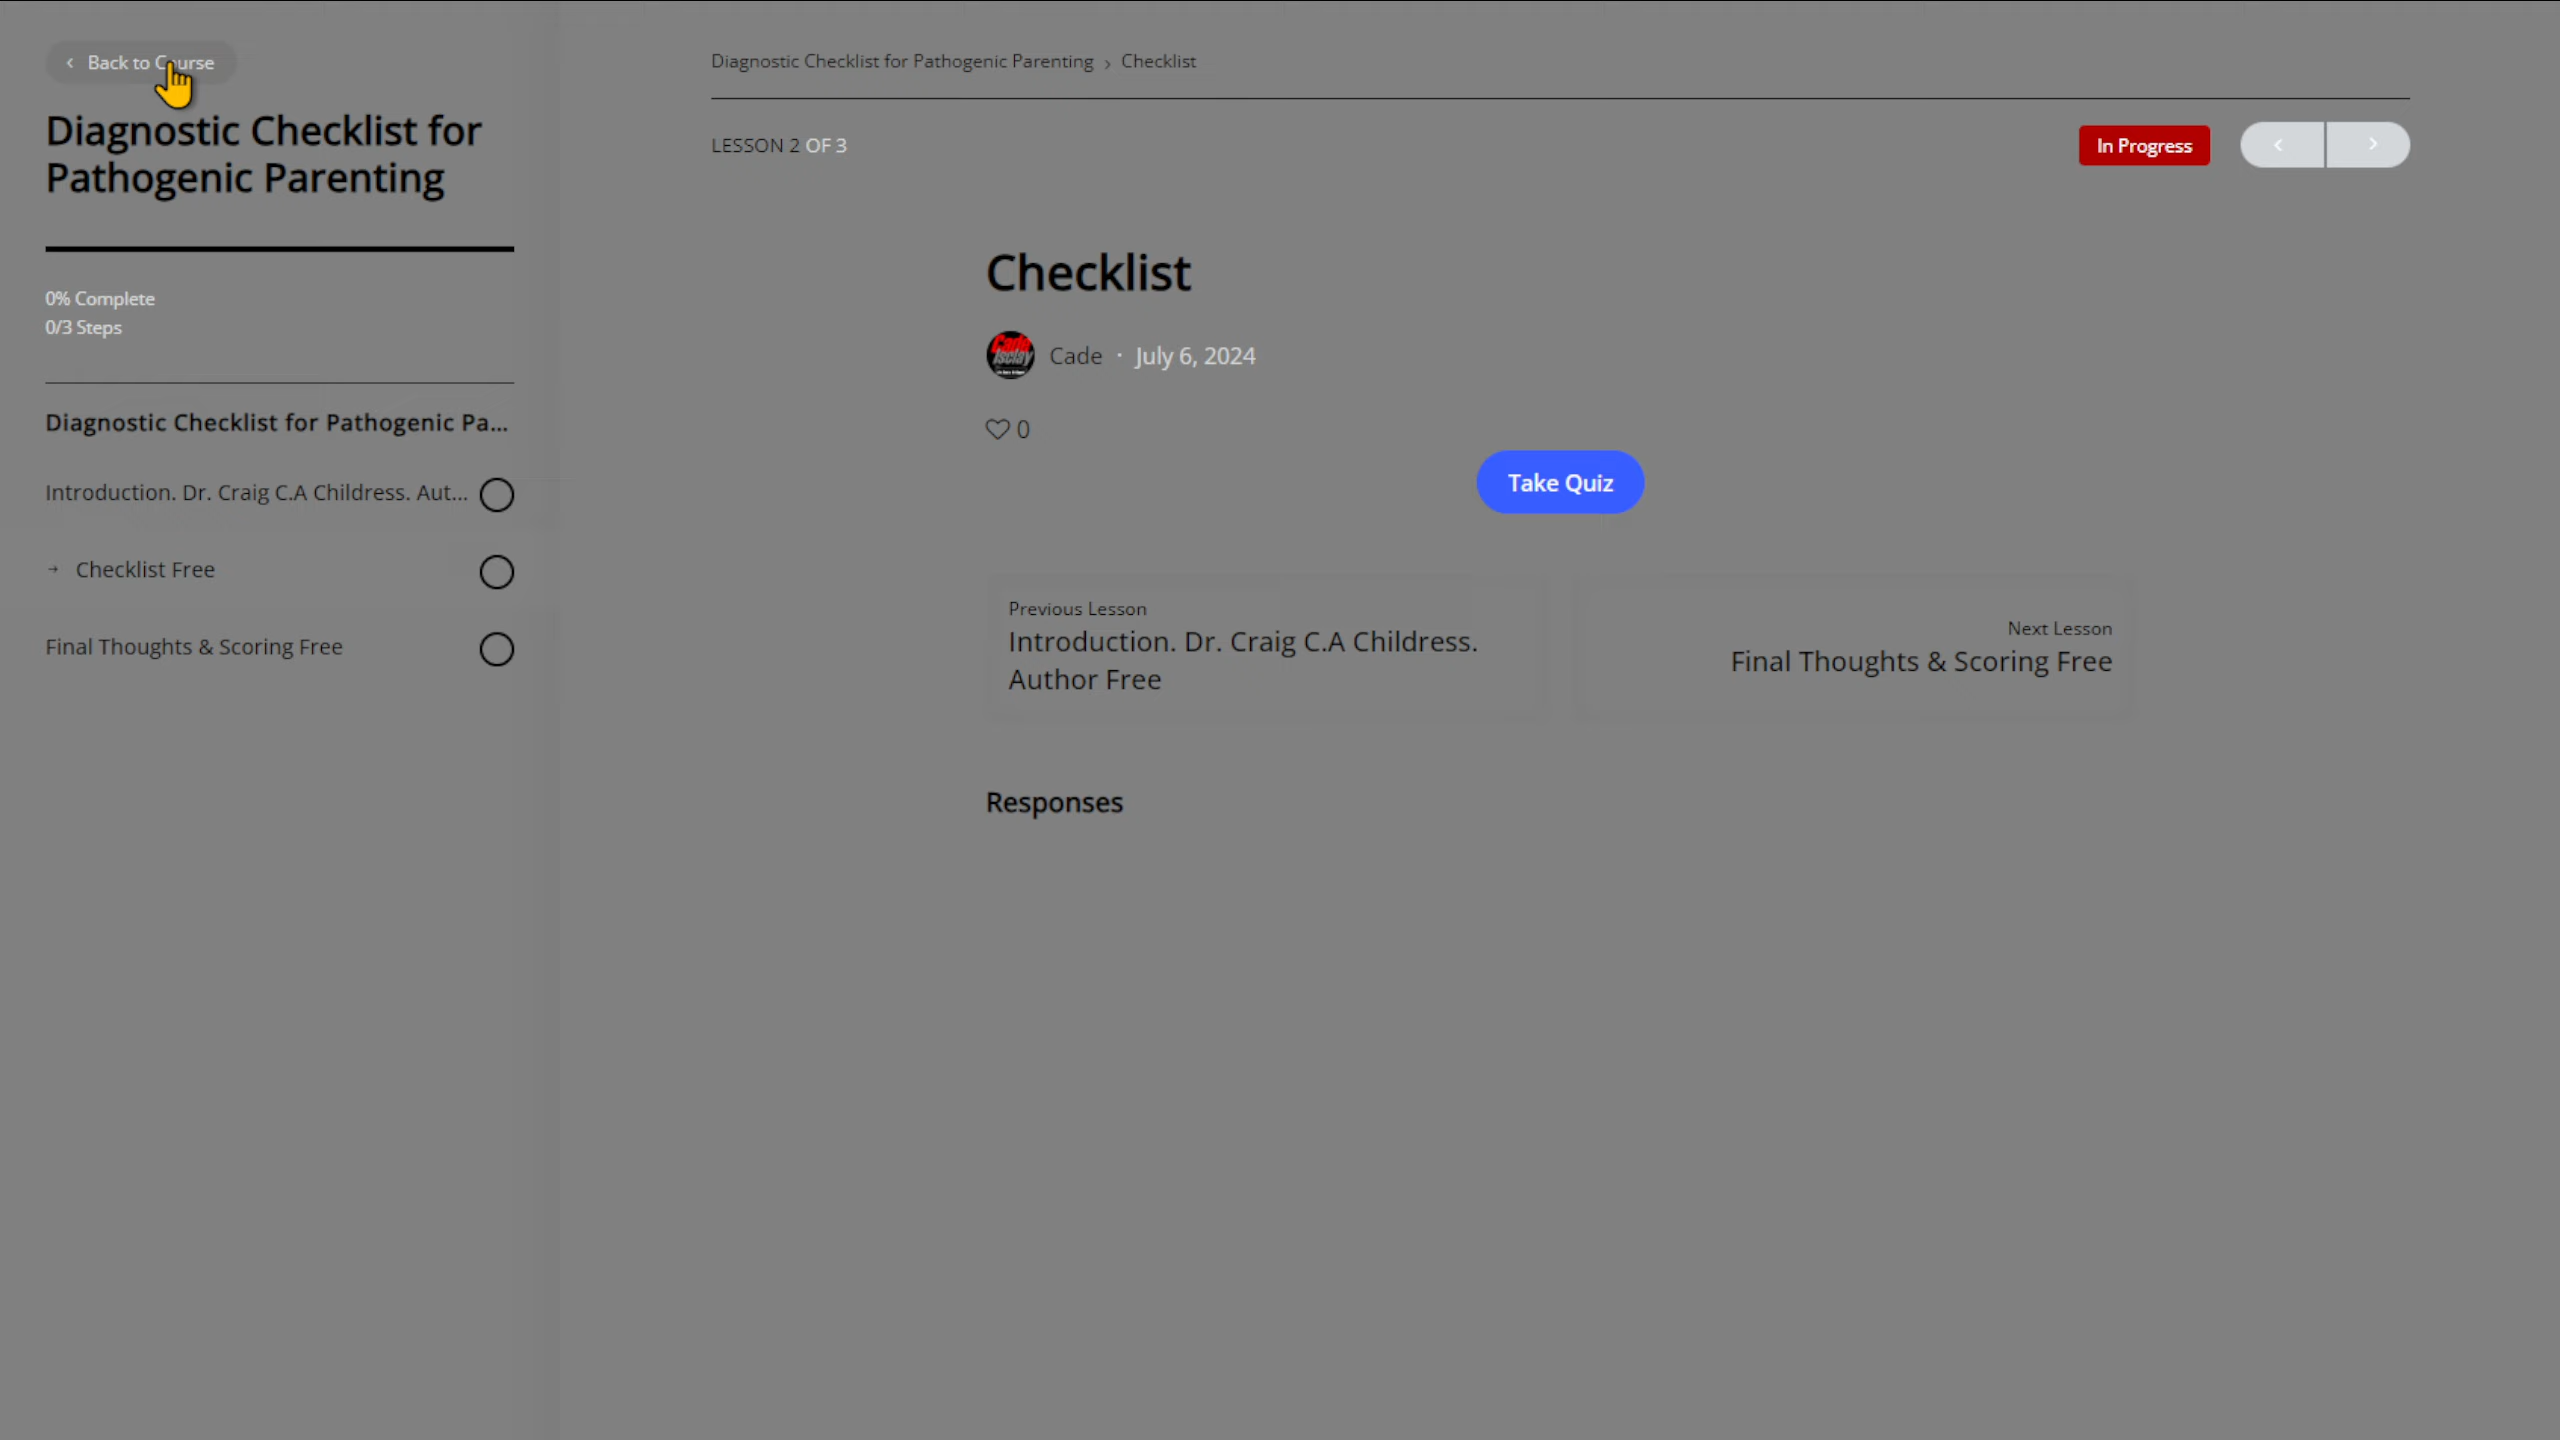 Back to Course
Diagnostic Checklist for
Pathogenic Parenting
0% Complete
0/3 Steps
Diagnostic Checklist for Pathogenic Pa...
Introduction. Dr. Craig C.A Childress. Aut...
Checklist Free
Final Thoughts & Scoring Free
Diagnostic Checklist for Pathogenic Parenting › Checklist
LESSON 2 OF 3
In Progress
Checklist
Cade · July 6, 2024
0
Take Quiz
Previous Lesson
Introduction. Dr. Craig C.A Childress.
Author Free
Next Lesson
Final Thoughts & Scoring Free
Responses